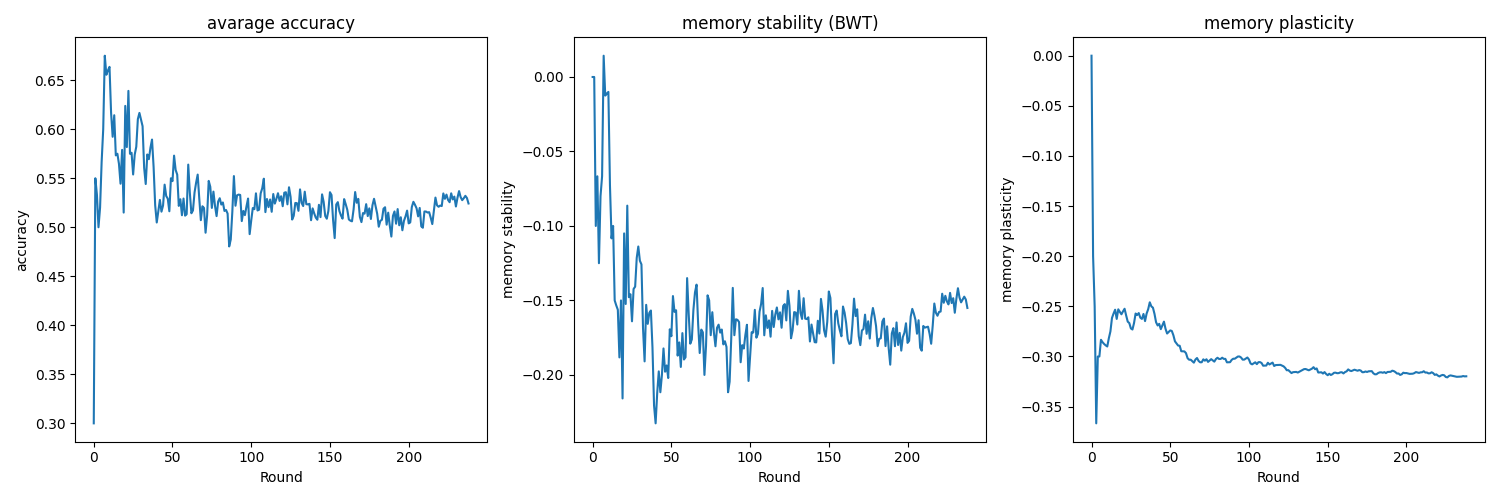 avarage accuracy
accuracy
0.65
0.60
0.55
0.50
0.45
0.40
0.35
0.30
0 50 100 150 200
Round
memory stability (BWT)
memory stability
0.00
−0.05
−0.10
−0.15
−0.20
0 50 100 150 200
Round
memory plasticity
memory plasticity
0.00
−0.05
−0.10
−0.15
−0.20
−0.25
−0.30
−0.35
0 50 100 150 200
Round